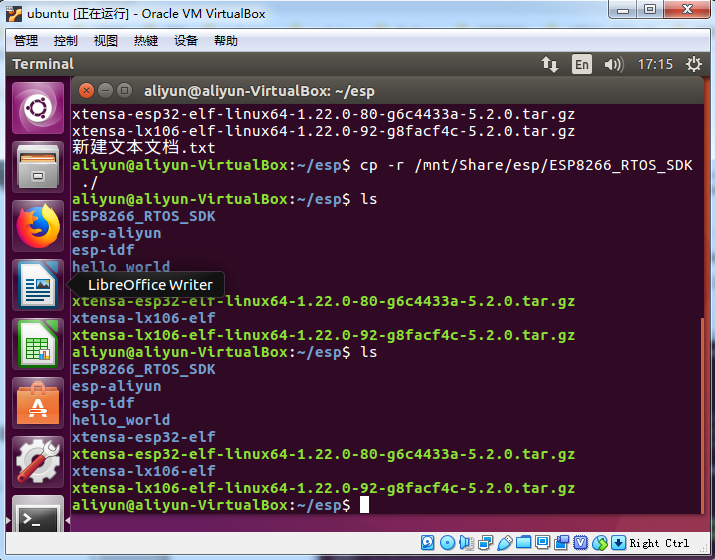 ubuntu [正在运行] - Oracle VM VirtualBox
管理 控制 视图 热键 设备 帮助
Terminal En 17:15
aliyun@aliyun-VirtualBox: ~/esp
xtensa-esp32-elf-linux64-1.22.0-80-g6c4433a-5.2.0.tar.gz
xtensa-lx106-elf-linux64-1.22.0-92-g8facf4c-5.2.0.tar.gz
新建文本文档.txt
aliyun@aliyun-VirtualBox:~/esp$ cp -r /mnt/Share/esp/ESP8266_RTOS_SDK
./
aliyun@aliyun-VirtualBox:~/esp$ ls
ESP8266_RTOS_SDK
esp-aliyun
esp-idf
hello_world
LibreOffice Writer
xtensa-esp32-elf-linux64-1.22.0-80-g6c4433a-5.2.0.tar.gz
xtensa-lx106-elf
xtensa-lx106-elf-linux64-1.22.0-92-g8facf4c-5.2.0.tar.gz
aliyun@aliyun-VirtualBox:~/esp$ ls
ESP8266_RTOS_SDK
esp-aliyun
esp-idf
hello_world
xtensa-esp32-elf
xtensa-esp32-elf-linux64-1.22.0-80-g6c4433a-5.2.0.tar.gz
xtensa-lx106-elf
xtensa-lx106-elf-linux64-1.22.0-92-g8facf4c-5.2.0.tar.gz
aliyun@aliyun-VirtualBox:~/esp$
Right Ctrl